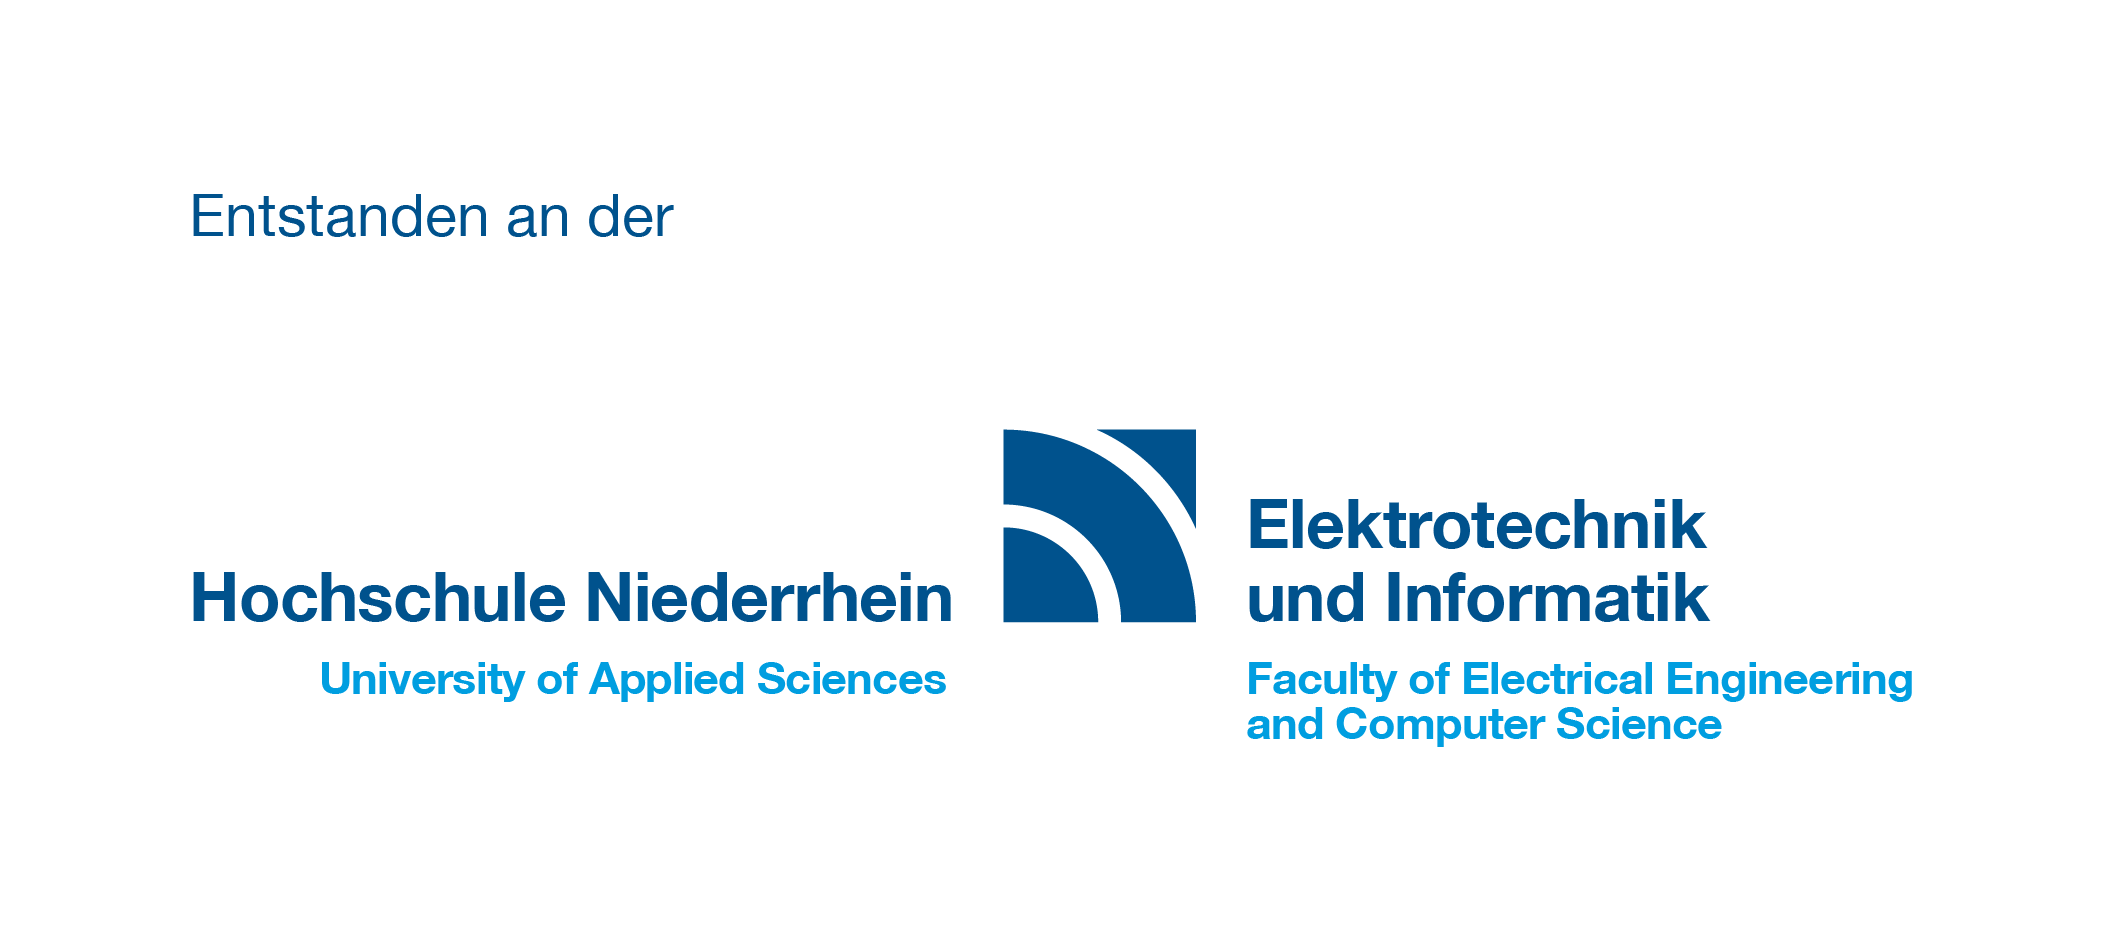 Entstanden an der
Hochschule Niederrhein
University of Applied Sciences
Elektrotechnik
und Informatik
Faculty of Electrical Engineering
and Computer Science